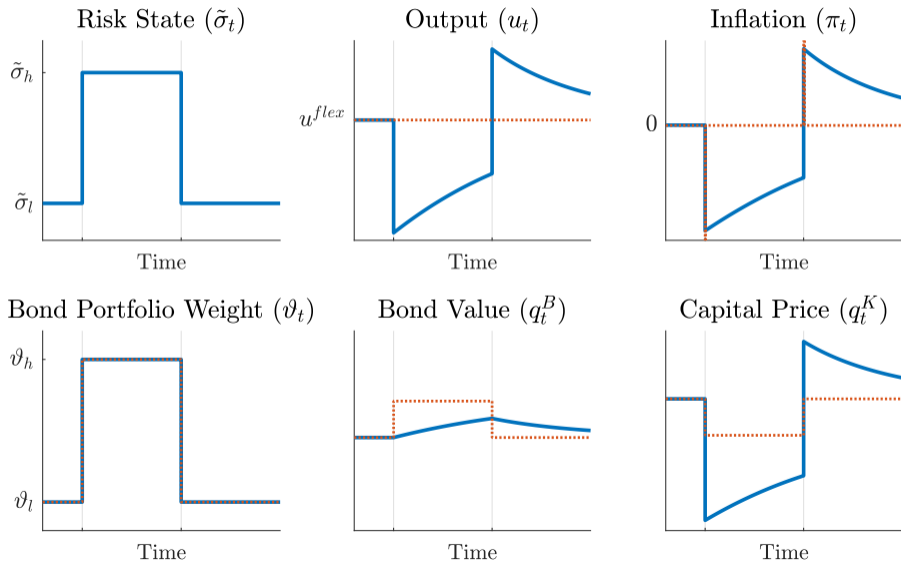 Risk State (σ̃ₜ)
σ̃ₕ
σ̃ₗ
Time
Output (uₜ)
u^{flex}
Time
Inflation (πₜ)
0
Time
Bond Portfolio Weight (ϑₜ)
ϑₕ
ϑₗ
Time
Bond Value (qₜᴮ)
Time
Capital Price (qₜᴷ)
Time